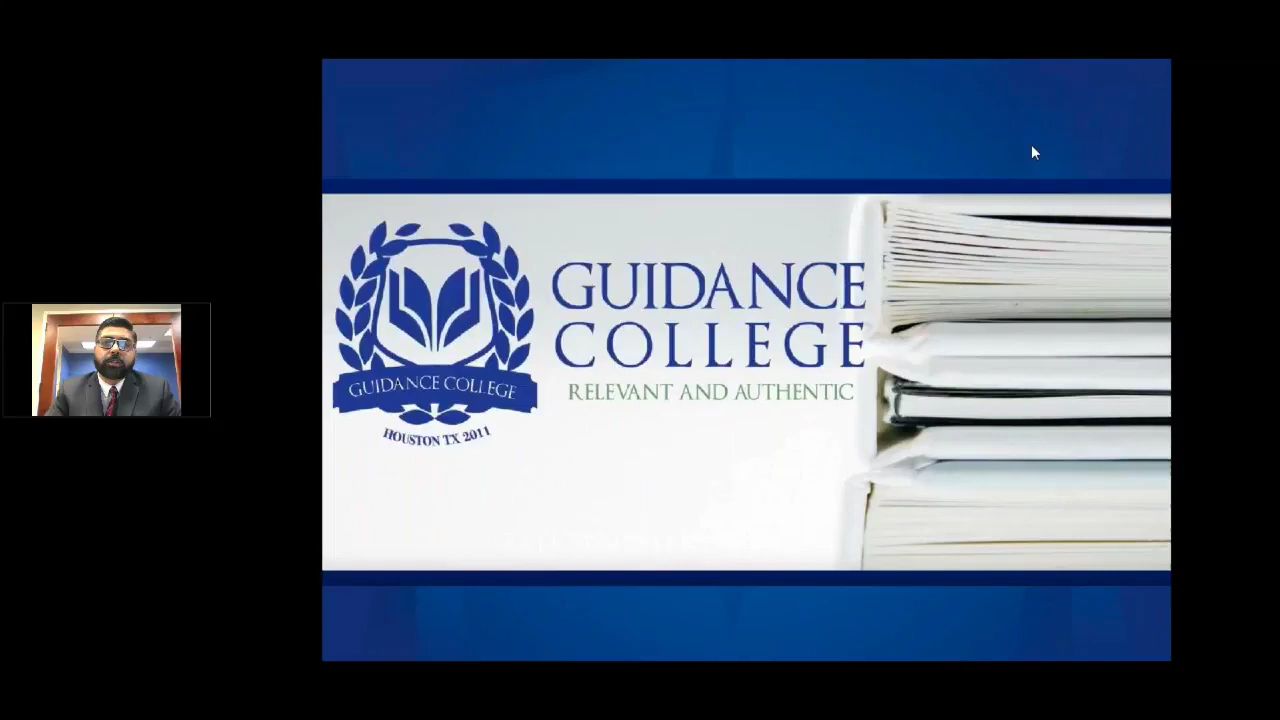 GUIDANCE
COLLEGE
RELEVANT AND AUTHENTIC
GUIDANCE COLLEGE
HOUSTON TX 2011